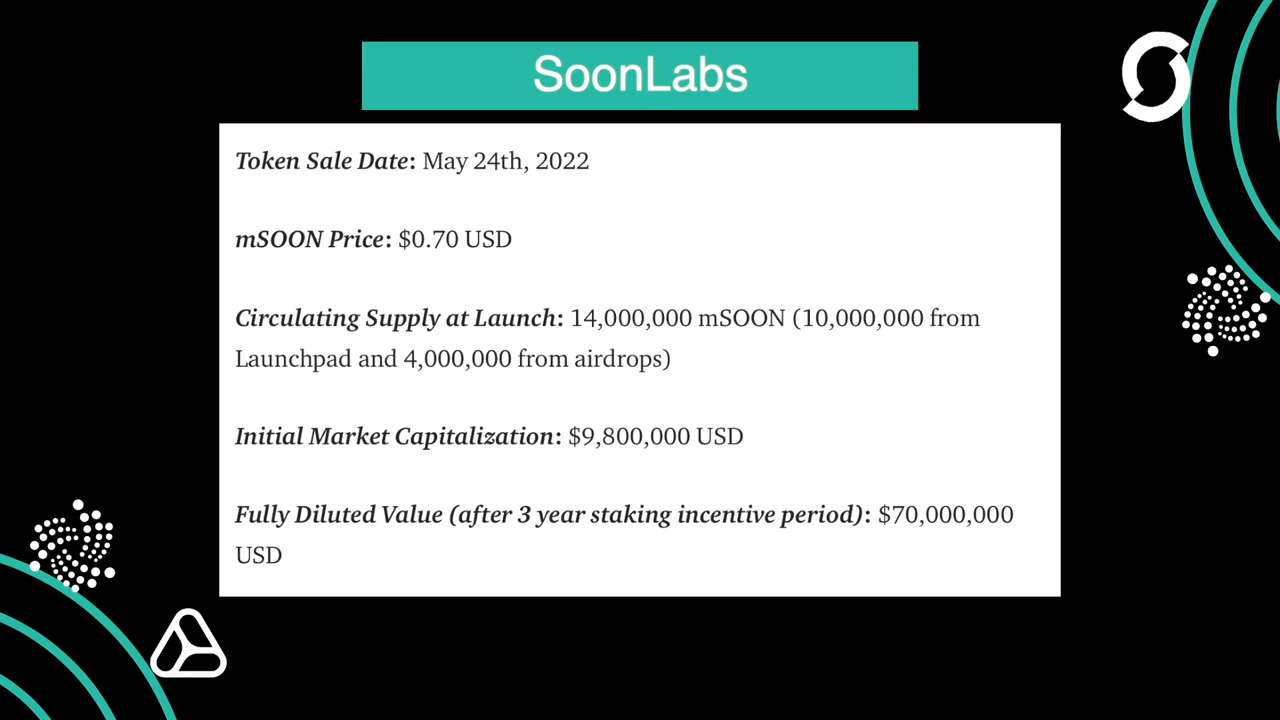 SoonLabs
Token Sale Date: May 24th, 2022
mSOON Price: $0.70 USD
Circulating Supply at Launch: 14,000,000 mSOON (10,000,000 from
Launchpad and 4,000,000 from airdrops)
Initial Market Capitalization: $9,800,000 USD
Fully Diluted Value (after 3 year staking incentive period): $70,000,000
USD